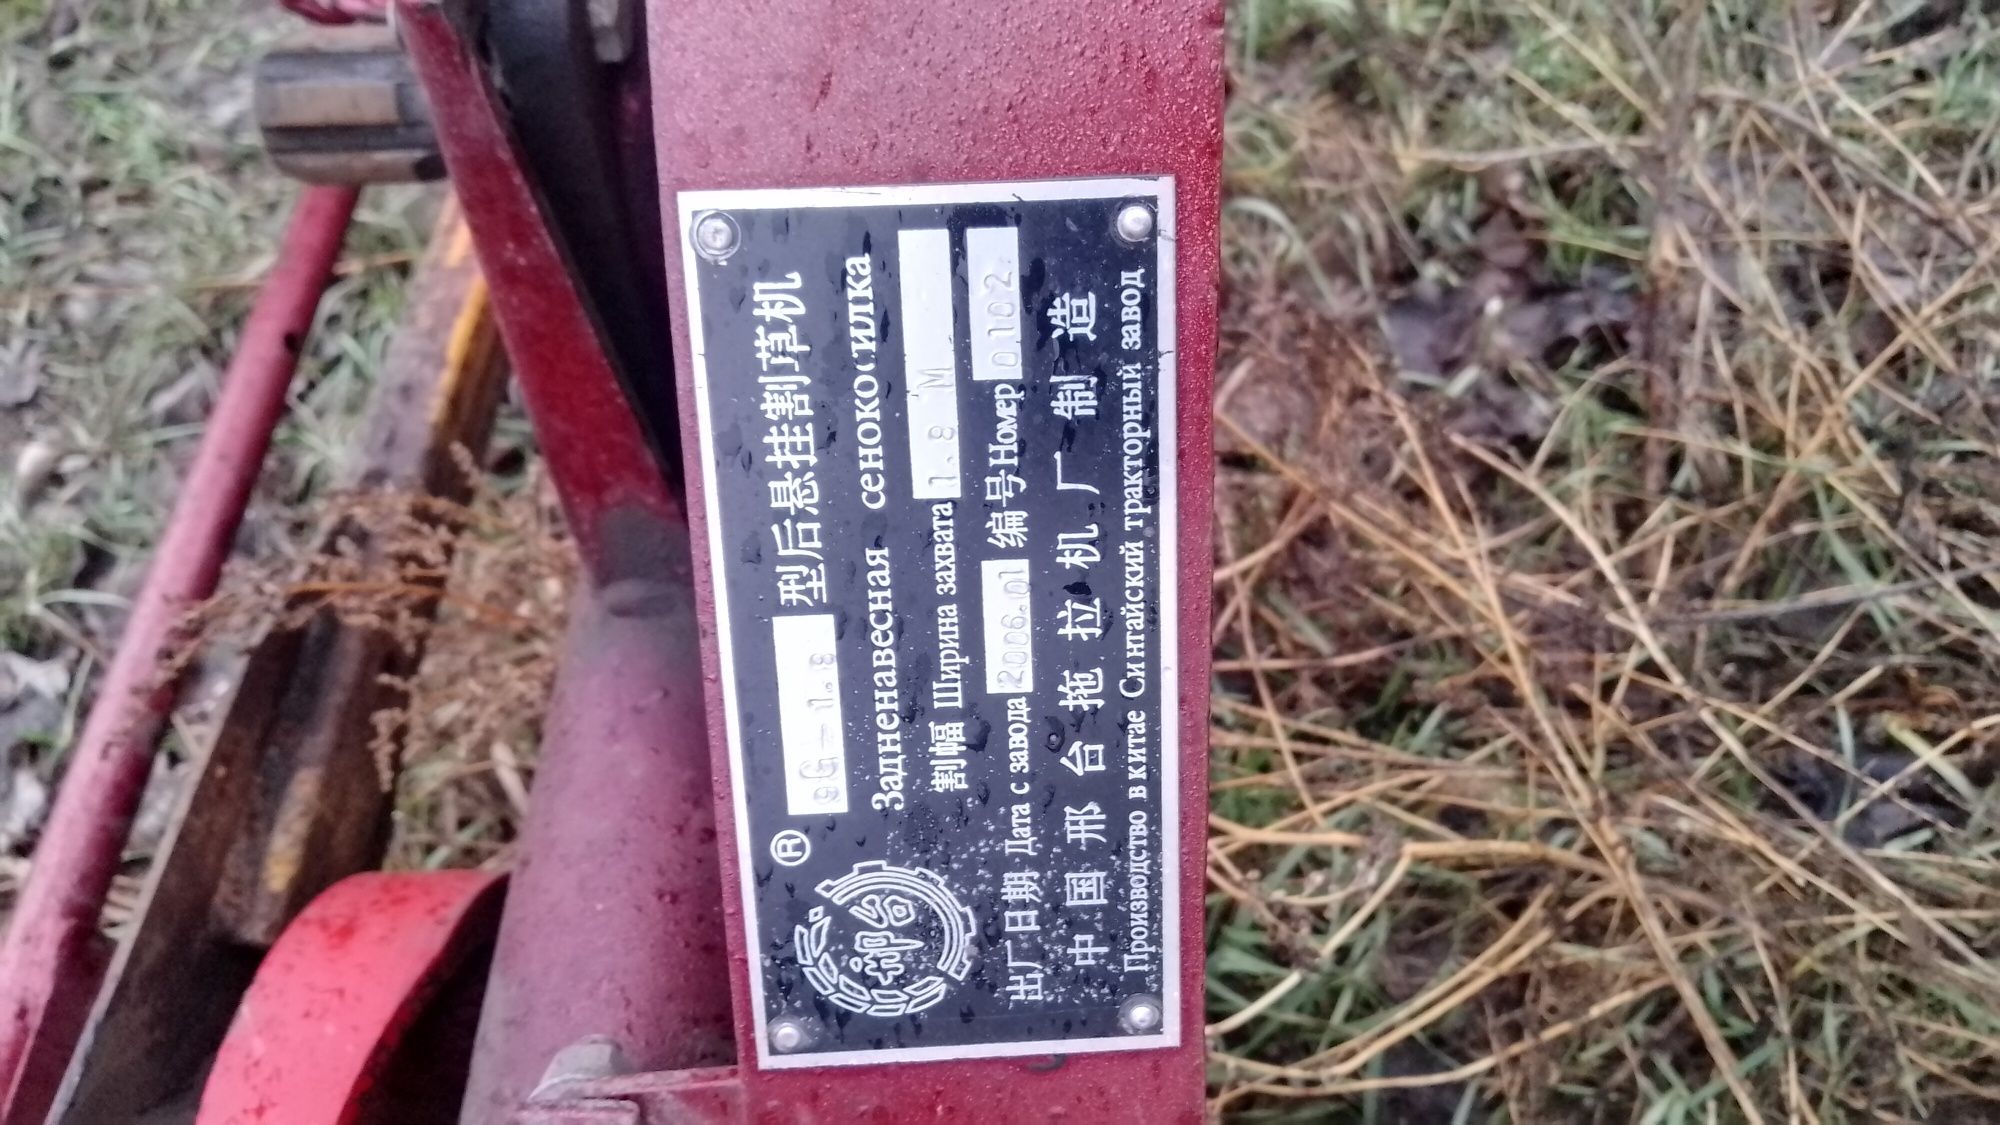 ® 9G-1.8 型后悬挂割草机
邢台
Задненавесная сенокосилка
割幅 Ширина захвата 1.8 M
出厂日期 Дата с завода 2006.01 编号 Номер 0102
中国邢台拖拉机厂制造
Производство в китае Синтайский тракторный завод